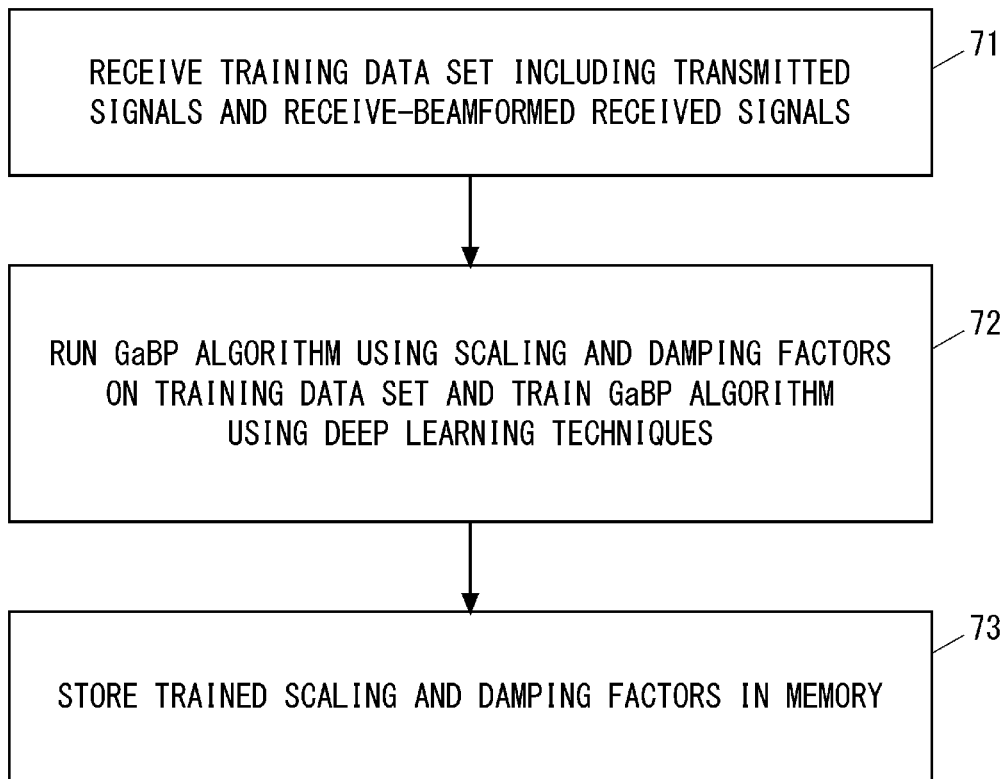 71
RECEIVE TRAINING DATA SET INCLUDING TRANSMITTED
SIGNALS AND RECEIVE-BEAMFORMED RECEIVED SIGNALS
72
RUN GaBP ALGORITHM USING SCALING AND DAMPING FACTORS
ON TRAINING DATA SET AND TRAIN GaBP ALGORITHM
USING DEEP LEARNING TECHNIQUES
73
STORE TRAINED SCALING AND DAMPING FACTORS IN MEMORY